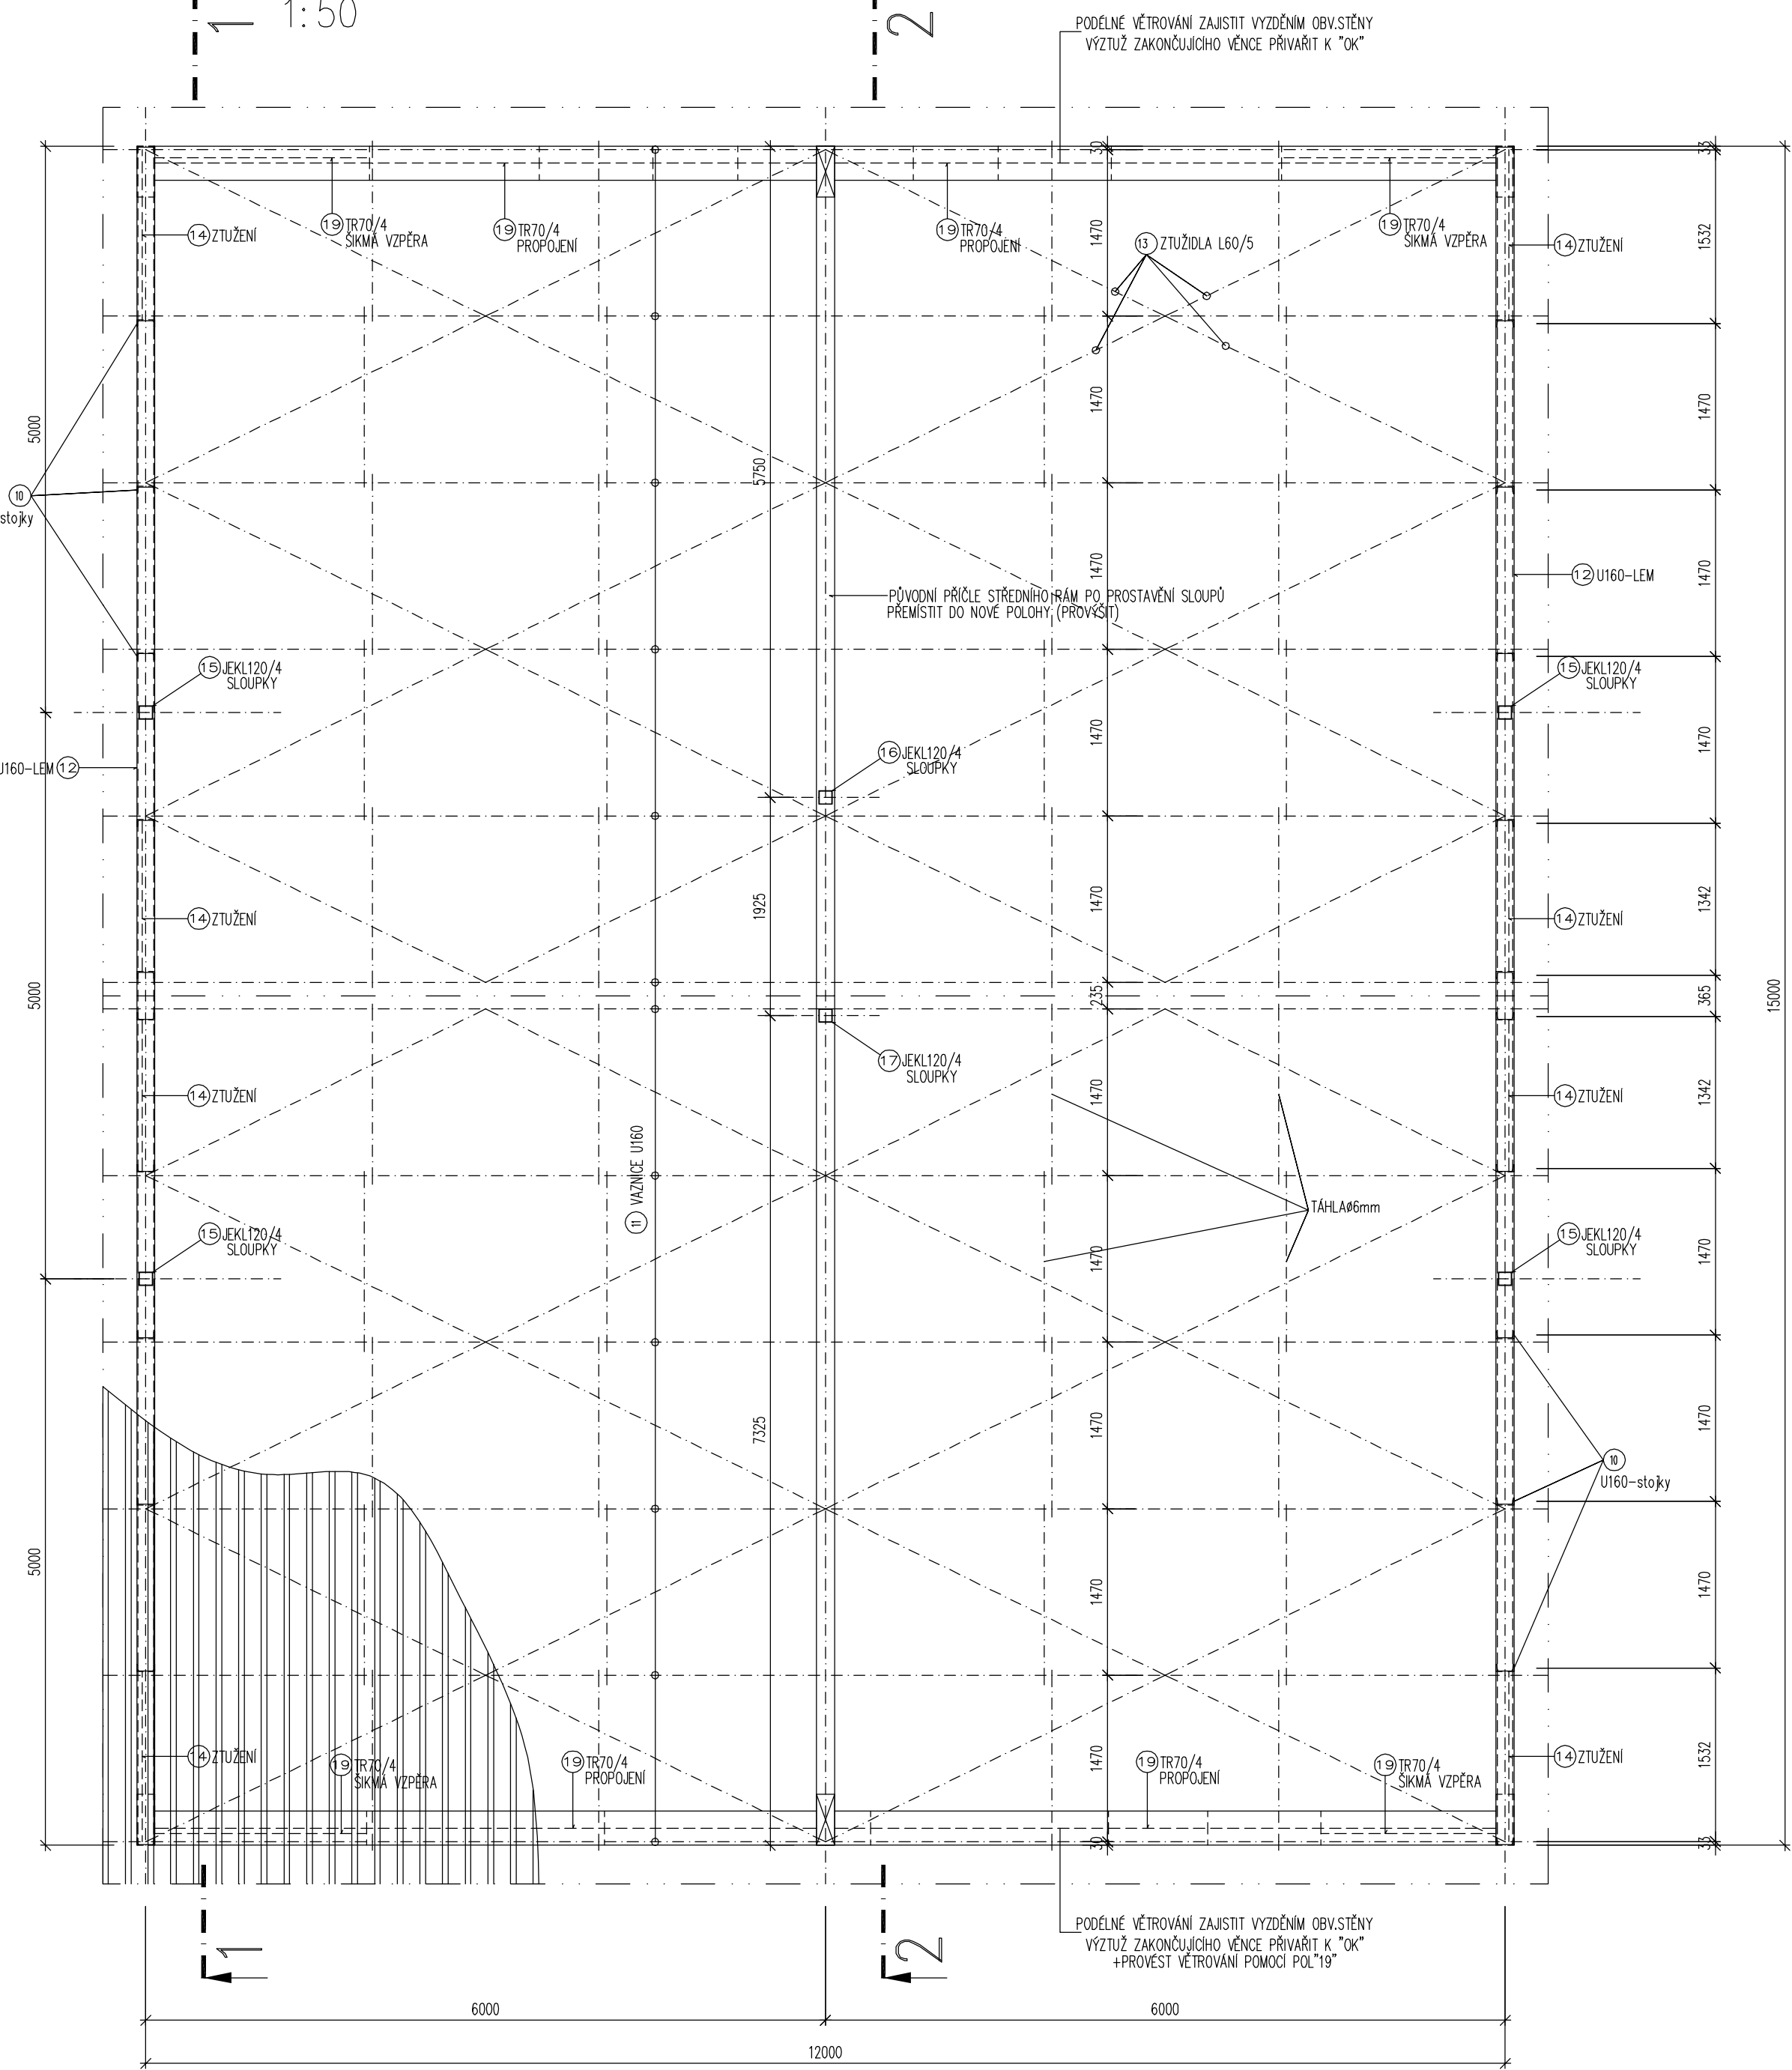 1
1:50
2
PODÉLNÉ VĚTROVÁNÍ ZAJISTIT VYZDĚNÍM OBV.STĚNY
VÝZTUŽ ZAKONČUJÍCÍHO VĚNCE PŘIVAŘIT K "OK"
30
33
14 ZTUŽENÍ
19 TR70/4
ŠIKMÁ VZPĚRA
19 TR70/4
PROPOJENÍ
19 TR70/4
PROPOJENÍ
1470
13 ZTUŽIDLA L60/5
19 TR70/4
ŠIKMÁ VZPĚRA
14 ZTUŽENÍ
1532
5000
1470
1470
10
stojky
5750
1470
12 U160-LEM
1470
PŮVODNÍ PŘÍČLE STŘEDNÍHO RÁM PO PROSTAVĚNÍ SLOUPŮ
PŘEMÍSTIT DO NOVÉ POLOHY (PROVÝŠIT)
15 JEKL120/4
SLOUPKY
15 JEKL120/4
SLOUPKY
1470
1470
U160-LEM 12
16 JEKL120/4
SLOUPKY
14 ZTUŽENÍ
1925
1470
14 ZTUŽENÍ
1342
5000
235
365
15000
17 JEKL120/4
SLOUPKY
14 ZTUŽENÍ
1470
14 ZTUŽENÍ
1342
11 VAZNICE U160
TÁHLAø6mm
15 JEKL120/4
SLOUPKY
1470
15 JEKL120/4
SLOUPKY
1470
7325
1470
1470
10
U160-stojky
5000
1470
1470
14 ZTUŽENÍ
19 TR70/4
ŠIKMÁ VZPĚRA
19 TR70/4
PROPOJENÍ
1470
19 TR70/4
PROPOJENÍ
19 TR70/4
ŠIKMÁ VZPĚRA
14 ZTUŽENÍ
1532
30
33
1
2
PODÉLNÉ VĚTROVÁNÍ ZAJISTIT VYZDĚNÍM OBV.STĚNY
VÝZTUŽ ZAKONČUJÍCÍHO VĚNCE PŘIVAŘIT K "OK"
+PROVÉST VĚTROVÁNÍ POMOCÍ POL"19"
6000
6000
12000